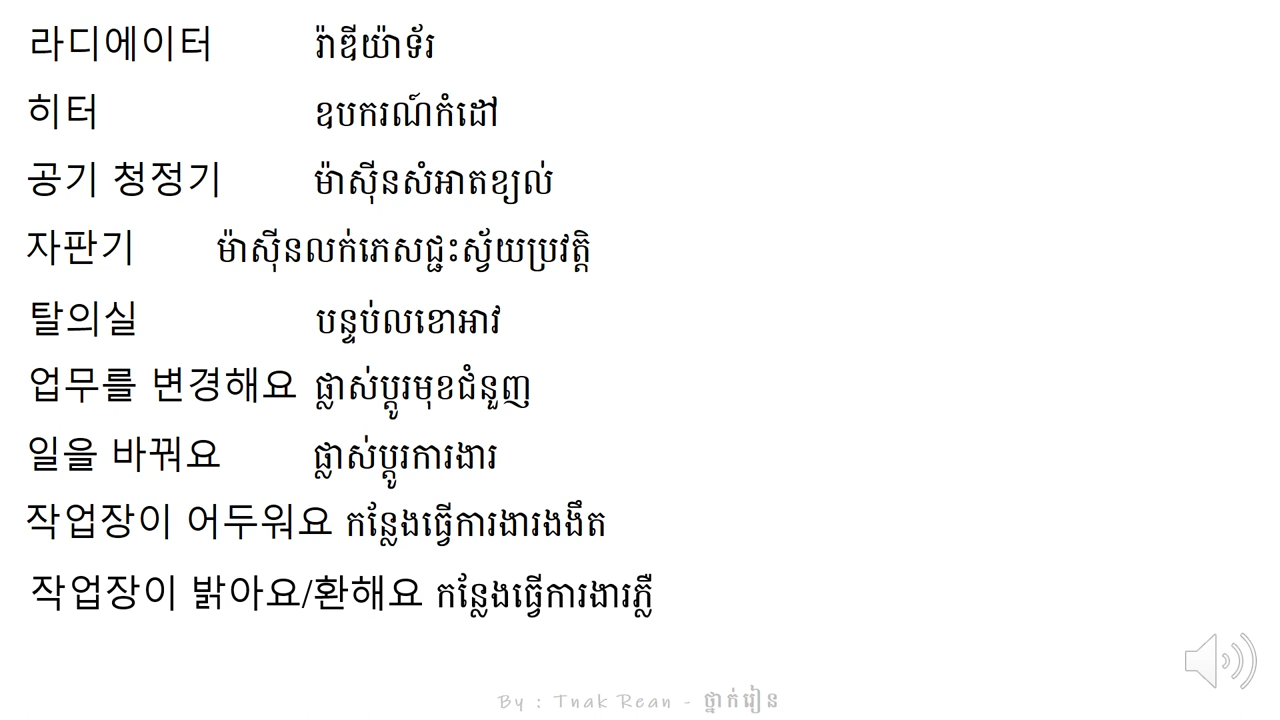 라디에이터 រ៉ាឌីយ៉ាទ័រ
히터 ឧបករណ៍កំដៅ
공기 청정기 ម៉ាស៊ីនសំអាតខ្យល់
자판기 ម៉ាស៊ីនលក់ភេសជ្ជះស្វ័យប្រវត្តិ
탈의실 បន្ទប់លខោអាវ
업무를 변경해요 ផ្លាស់ប្ដូរមុខជំនួញ
일을 바꿔요 ផ្លាស់ប្ដូរការងារ
작업장이 어두워요 កន្លែងធ្វើការងារងងឹត
작업장이 밝아요/환해요 កន្លែងធ្វើការងារភ្លឺ
By : Tnak Rean - ថ្នាក់រៀន